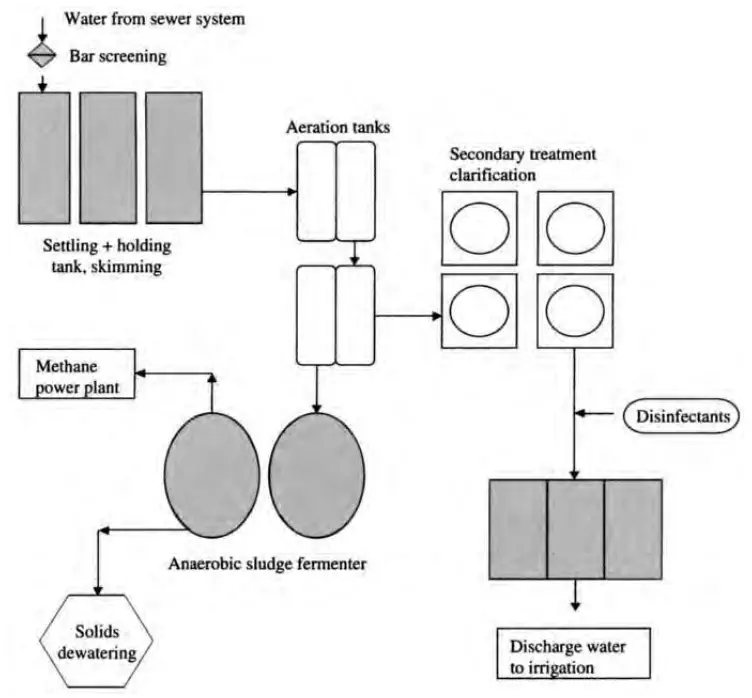 Water from sewer system
Bar screening
Aeration tanks
Secondary treatment
clarification
Settling + holding
tank, skimming
Methane
power plant
Disinfectants
Anaerobic sludge fermenter
Solids
dewatering
Discharge water
to irrigation